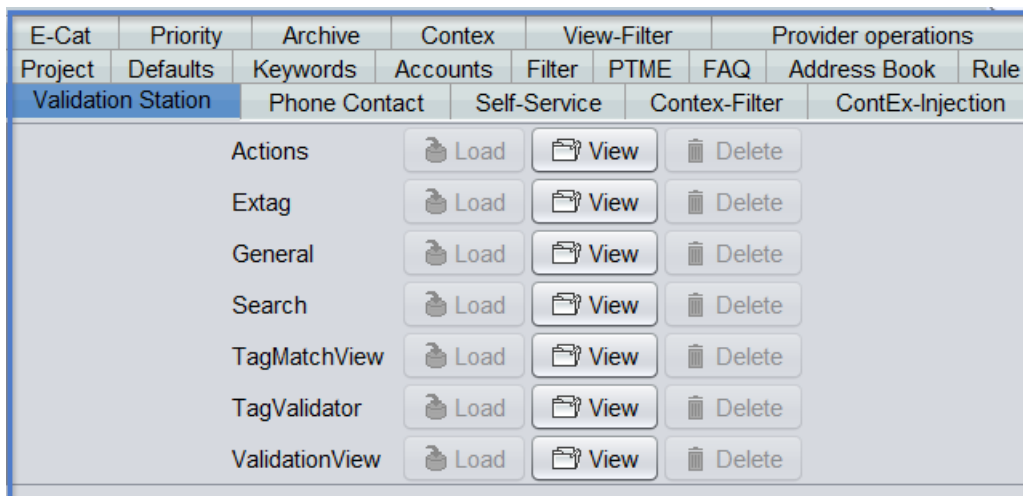 E-Cat Priority Archive Contex View-Filter Provider operations
Project Defaults Keywords Accounts Filter PTME FAQ Address Book Rule
Validation Station Phone Contact Self-Service Contex-Filter ContEx-Injection
Actions Load View Delete
Extag Load View Delete
General Load View Delete
Search Load View Delete
TagMatchView Load View Delete
TagValidator Load View Delete
ValidationView Load View Delete